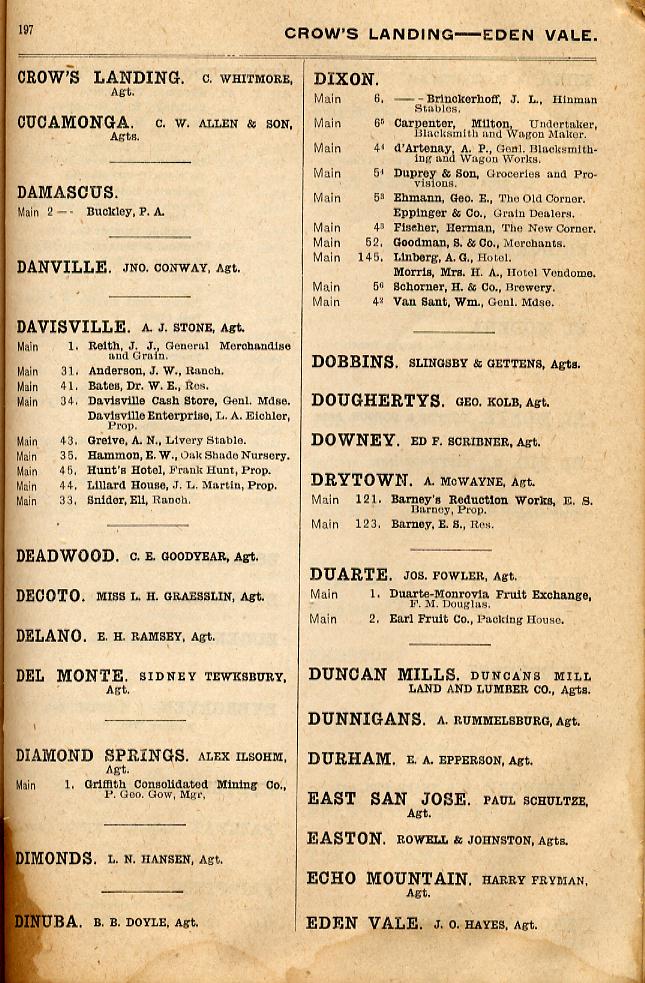 197
CROW'S LANDING—EDEN VALE.
CROW'S LANDING. C. WHITMORE,
Agt.
CUCAMONGA. C. W. ALLEN & SON,
Agts.
DAMASCUS.
Main 2 — Buckley, P. A.
DANVILLE. JNO. CONWAY, Agt.
DAVISVILLE. A. J. STONE, Agt.
Main 1. Reith, J. J., General Merchandise
and Grain.
Main 31. Anderson, J. W., Ranch.
Main 41. Bates, Dr. W. E., Res.
Main 34. Davisville Cash Store, Genl. Mdse.
Davisville Enterprise, L. A. Eichler,
Prop.
Main 43. Greive, A. N., Livery Stable.
Main 35. Hammon, E. W., Oak Shade Nursery.
Main 45. Hunt's Hotel, Frank Hunt, Prop.
Main 44. Lillard House, J. L. Martin, Prop.
Main 33. Snider, Eli, Ranch.
DEADWOOD. C. E. GOODYEAR, Agt.
DECOTO. MISS L. H. GRAESSLIN, Agt.
DELANO. E. H. RAMSEY, Agt.
DEL MONTE. SIDNEY TEWKSBURY,
Agt.
DIAMOND SPRINGS. ALEX ILSOHM,
Agt.
Main 1. Griffith Consolidated Mining Co.,
P. Geo. Gow, Mgr,
DIMONDS. L. N. HANSEN, Agt.
DINUBA. B. B. DOYLE, Agt.
DIXON.
Main 6. —-Brinckerhoff, J. L., Hinman
Stables.
Main 6⁵ Carpenter, Milton, Undertaker,
Blacksmith and Wagon Maker.
Main 4⁴ d'Artenay, A. P., Genl. Blacksmith-
ing and Wagon Works.
Main 5⁴ Duprey & Son, Groceries and Pro-
visions.
Main 5³ Ehmann, Geo. E., The Old Corner.
Eppinger & Co., Grain Dealers.
Main 4³ Fischer, Herman, The New Corner.
Main 52. Goodman, S. & Co., Merchants.
Main 145. Linberg, A. G., Hotel.
Morris, Mrs. H. A., Hotel Vendome.
Main 5⁶ Schorner, H. & Co., Brewery.
Main 4² Van Sant, Wm., Genl. Mdse.
DOBBINS. SLINGSBY & GETTENS, Agts.
DOUGHERTYS. GEO. KOLB, Agt.
DOWNEY. ED F. SCRIBNER, Agt.
DRYTOWN. A. McWAYNE, Agt.
Main 121. Barney's Reduction Works, E. S.
Barney, Prop.
Main 123. Barney, E. S., Res.
DUARTE. JOS. FOWLER, Agt.
Main 1. Duarte-Monrovia Fruit Exchange,
F. M. Douglas.
Main 2. Earl Fruit Co., Packing House.
DUNCAN MILLS. DUNCANS MILL
LAND AND LUMBER CO., Agts.
DUNNIGANS. A. RUMMELSBURG, Agt.
DURHAM. E. A. EPPERSON, Agt.
EAST SAN JOSE. PAUL SCHULTZE,
Agt.
EASTON. ROWELL & JOHNSTON, Agts.
ECHO MOUNTAIN. HARRY FRYMAN,
Agt.
EDEN VALE. J. O. HAYES, Agt.